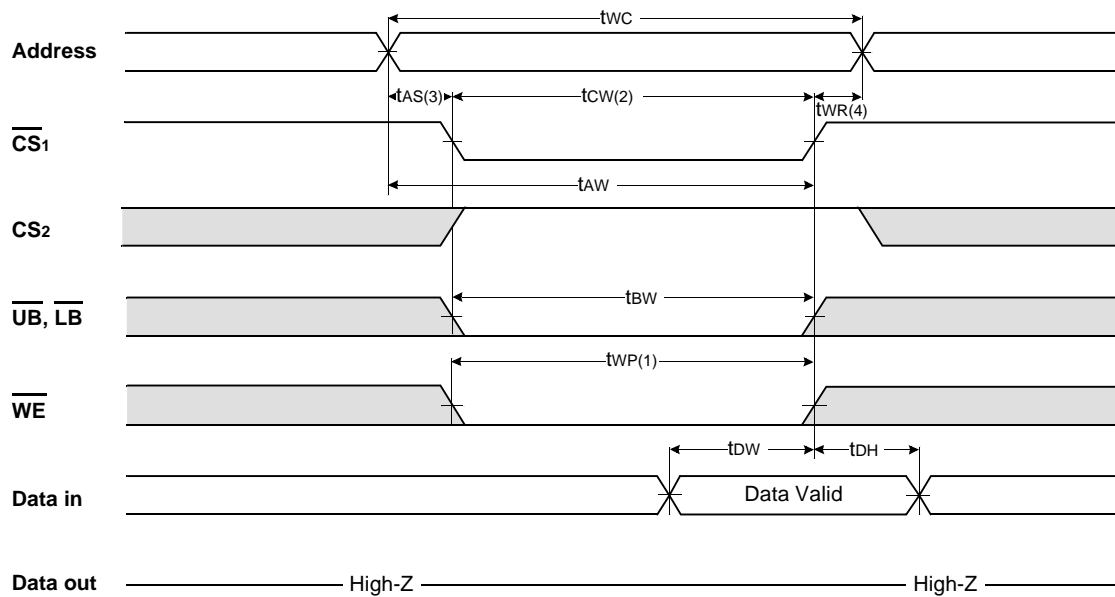 tWC
Address
tAS(3) tCW(2) tWR(4)
CS1
tAW
CS2
tBW
UB, LB
tWP(1)
WE
tDW tDH
Data in Data Valid
Data out High-Z High-Z